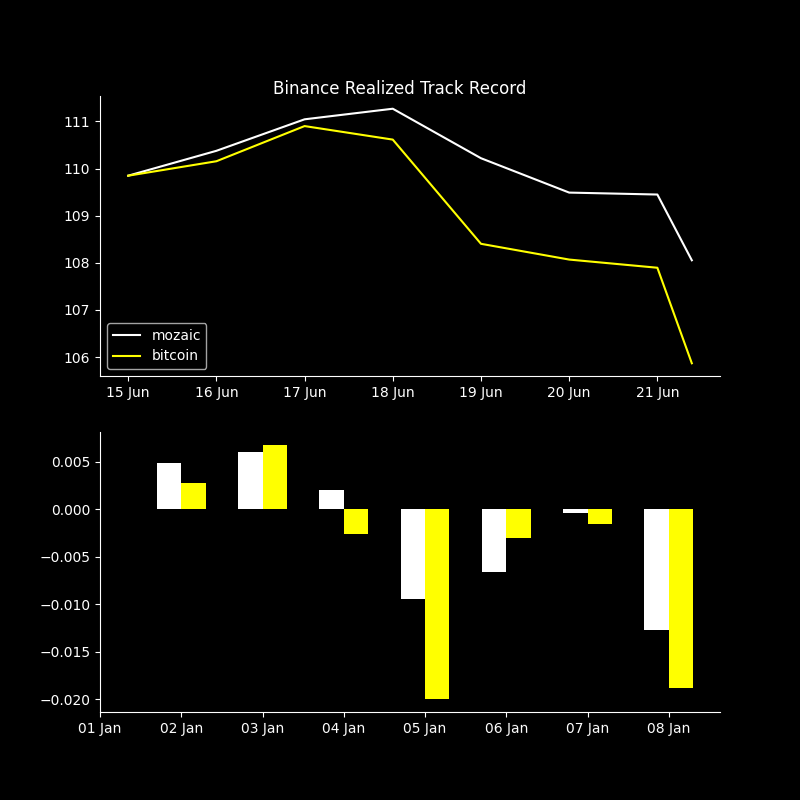 Binance Realized Track Record
111
110
109
108
107
106
mozaic
bitcoin
15 Jun 16 Jun 17 Jun 18 Jun 19 Jun 20 Jun 21 Jun
0.005
0.000
−0.005
−0.010
−0.015
−0.020
01 Jan 02 Jan 03 Jan 04 Jan 05 Jan 06 Jan 07 Jan 08 Jan